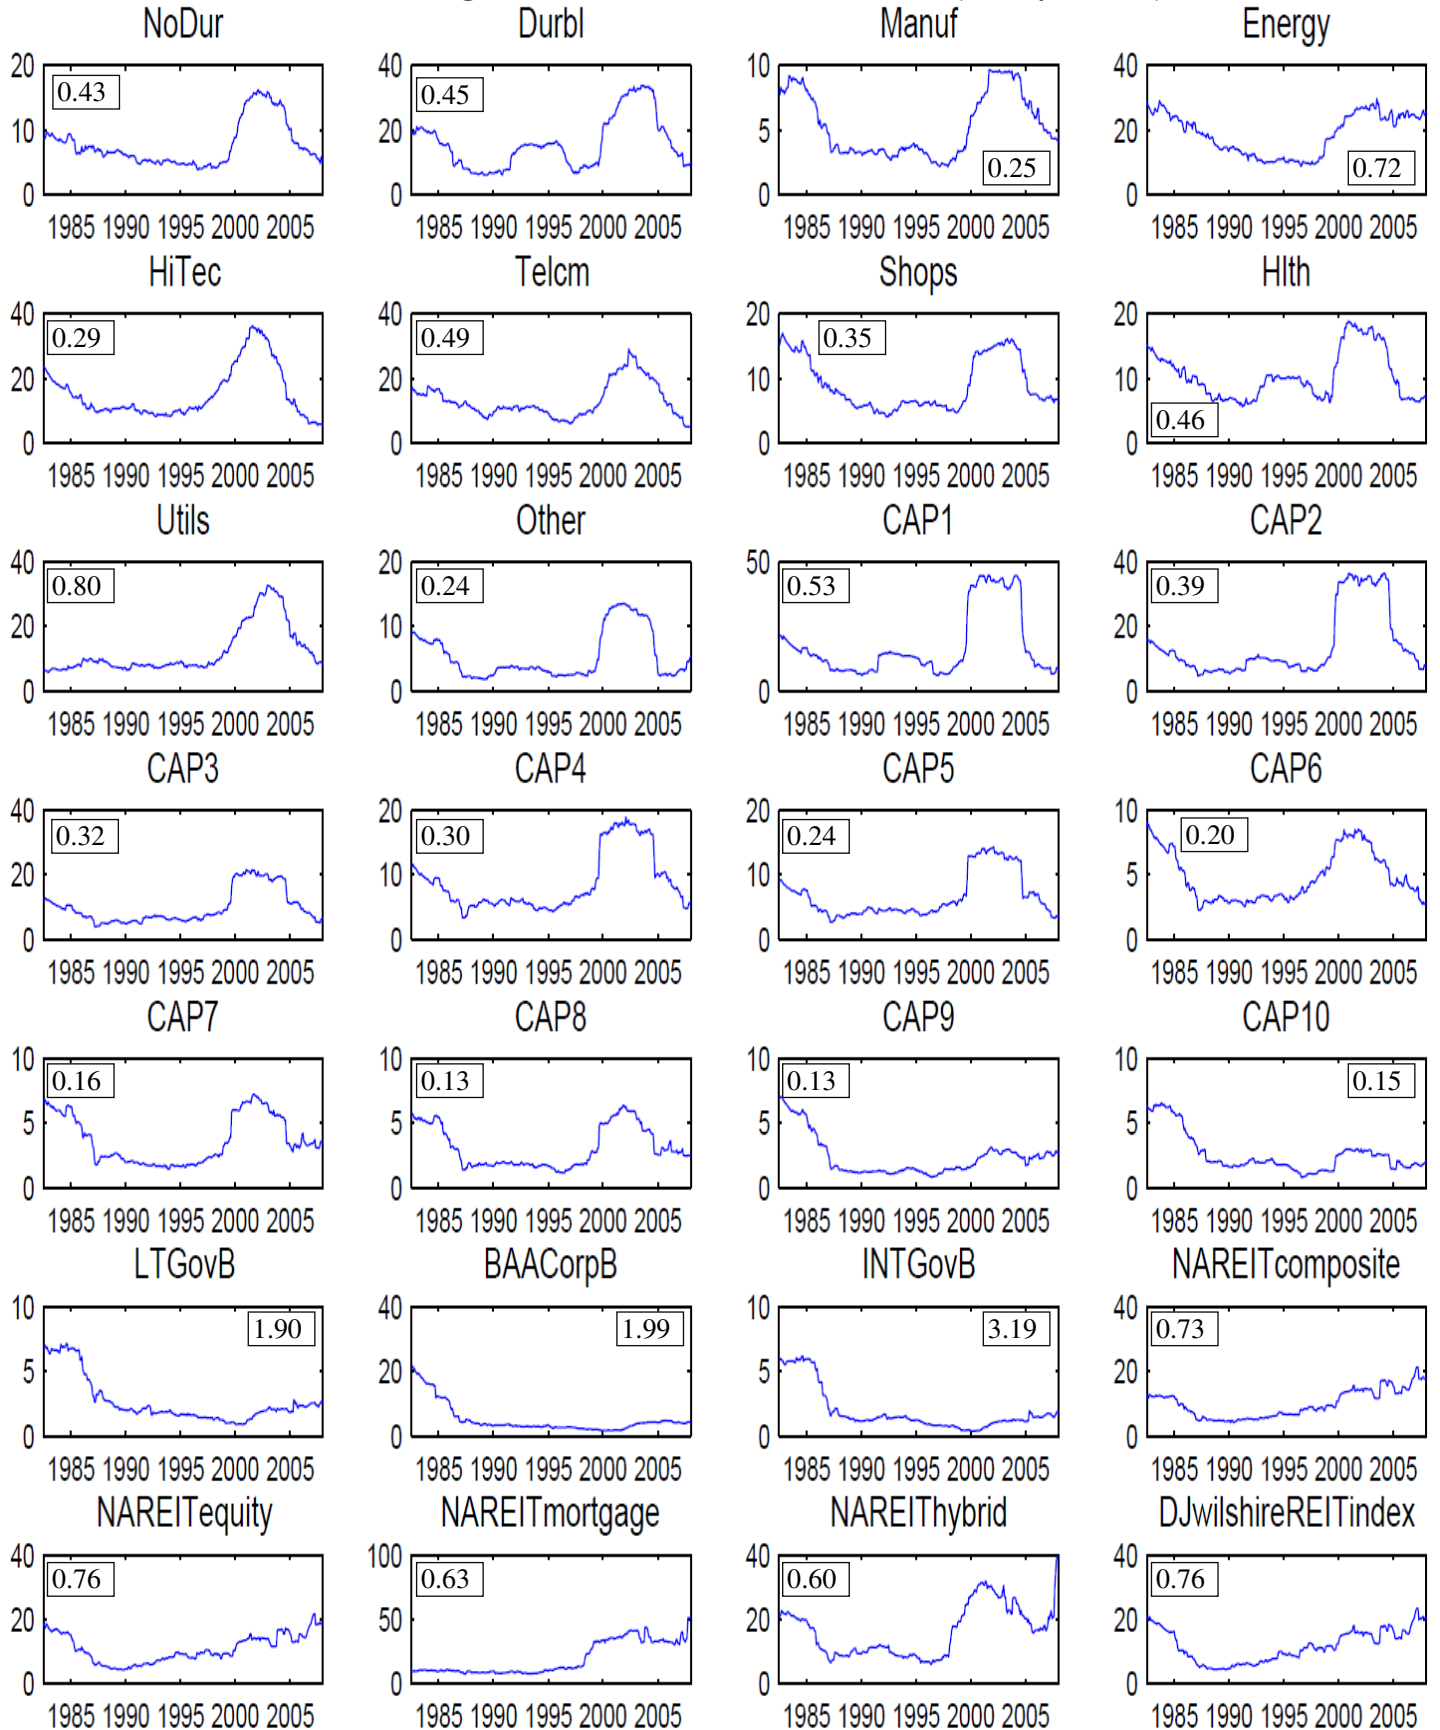 NoDur Durbl Manuf Energy
20 40 10 40
0.43 0.45
10 20 5 20
0.25 0.72
0 0 0 0
1985 1990 1995 2000 2005 1985 1990 1995 2000 2005 1985 1990 1995 2000 2005 1985 1990 1995 2000 2005
HiTec Telcm Shops Hlth
40 40 20 20
0.29 0.49 0.35
20 20 10 10
0.46
0 0 0 0
1985 1990 1995 2000 2005 1985 1990 1995 2000 2005 1985 1990 1995 2000 2005 1985 1990 1995 2000 2005
Utils Other CAP1 CAP2
40 20 50 40
0.80 0.24 0.53 0.39
20 10 20
0 0 0 0
1985 1990 1995 2000 2005 1985 1990 1995 2000 2005 1985 1990 1995 2000 2005 1985 1990 1995 2000 2005
CAP3 CAP4 CAP5 CAP6
40 20 20 10
0.32 0.30 0.24 0.20
20 10 10 5
0 0 0 0
1985 1990 1995 2000 2005 1985 1990 1995 2000 2005 1985 1990 1995 2000 2005 1985 1990 1995 2000 2005
CAP7 CAP8 CAP9 CAP10
10 10 10 10
0.16 0.13 0.13 0.15
5 5 5 5
0 0 0 0
1985 1990 1995 2000 2005 1985 1990 1995 2000 2005 1985 1990 1995 2000 2005 1985 1990 1995 2000 2005
LTGovB BAACorpB INTGovB NAREITcomposite
10 40 10 40
1.90 1.99 3.19 0.73
5 20 5 20
0 0 0 0
1985 1990 1995 2000 2005 1985 1990 1995 2000 2005 1985 1990 1995 2000 2005 1985 1990 1995 2000 2005
NAREITequity NAREITmortgage NAREIThybrid DJwilshireREITindex
40 100 40 40
0.76 0.63 0.60 0.76
20 50 20 20
0 0 0 0
1985 1990 1995 2000 2005 1985 1990 1995 2000 2005 1985 1990 1995 2000 2005 1985 1990 1995 2000 2005